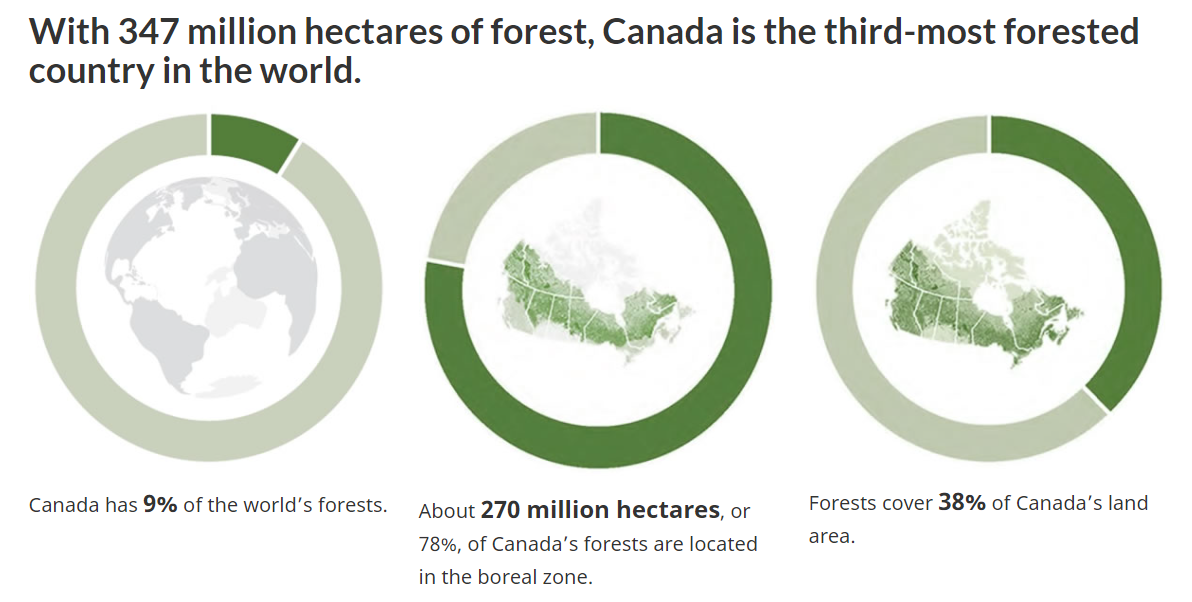 With 347 million hectares of forest, Canada is the third-most forested
country in the world.
Canada has 9% of the world’s forests.
About 270 million hectares, or
78%, of Canada’s forests are located
in the boreal zone.
Forests cover 38% of Canada’s land
area.